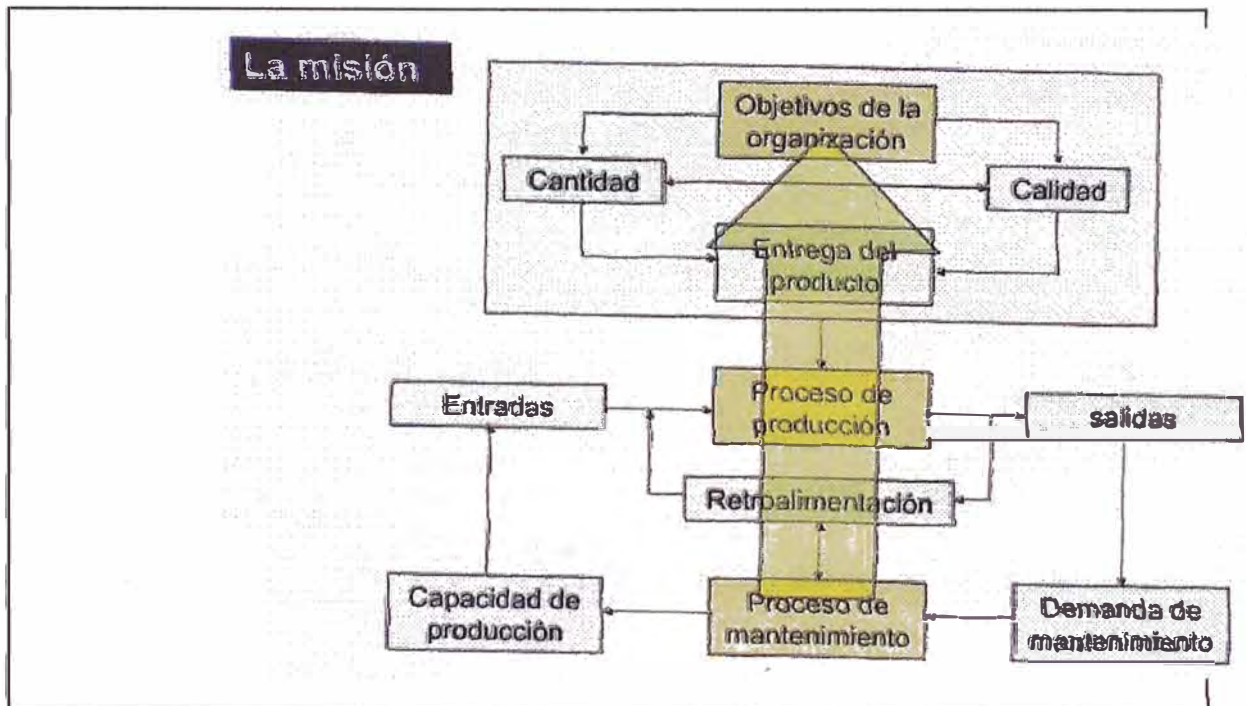 La misión
Objetivos de la
organización
Cantidad
Calidad
Entrega del
producto
Entradas
Proceso de
producción
salidas
Retroalimentación
Capacidad de
producción
Proceso de
mantenimiento
Demanda de
mantenimiento